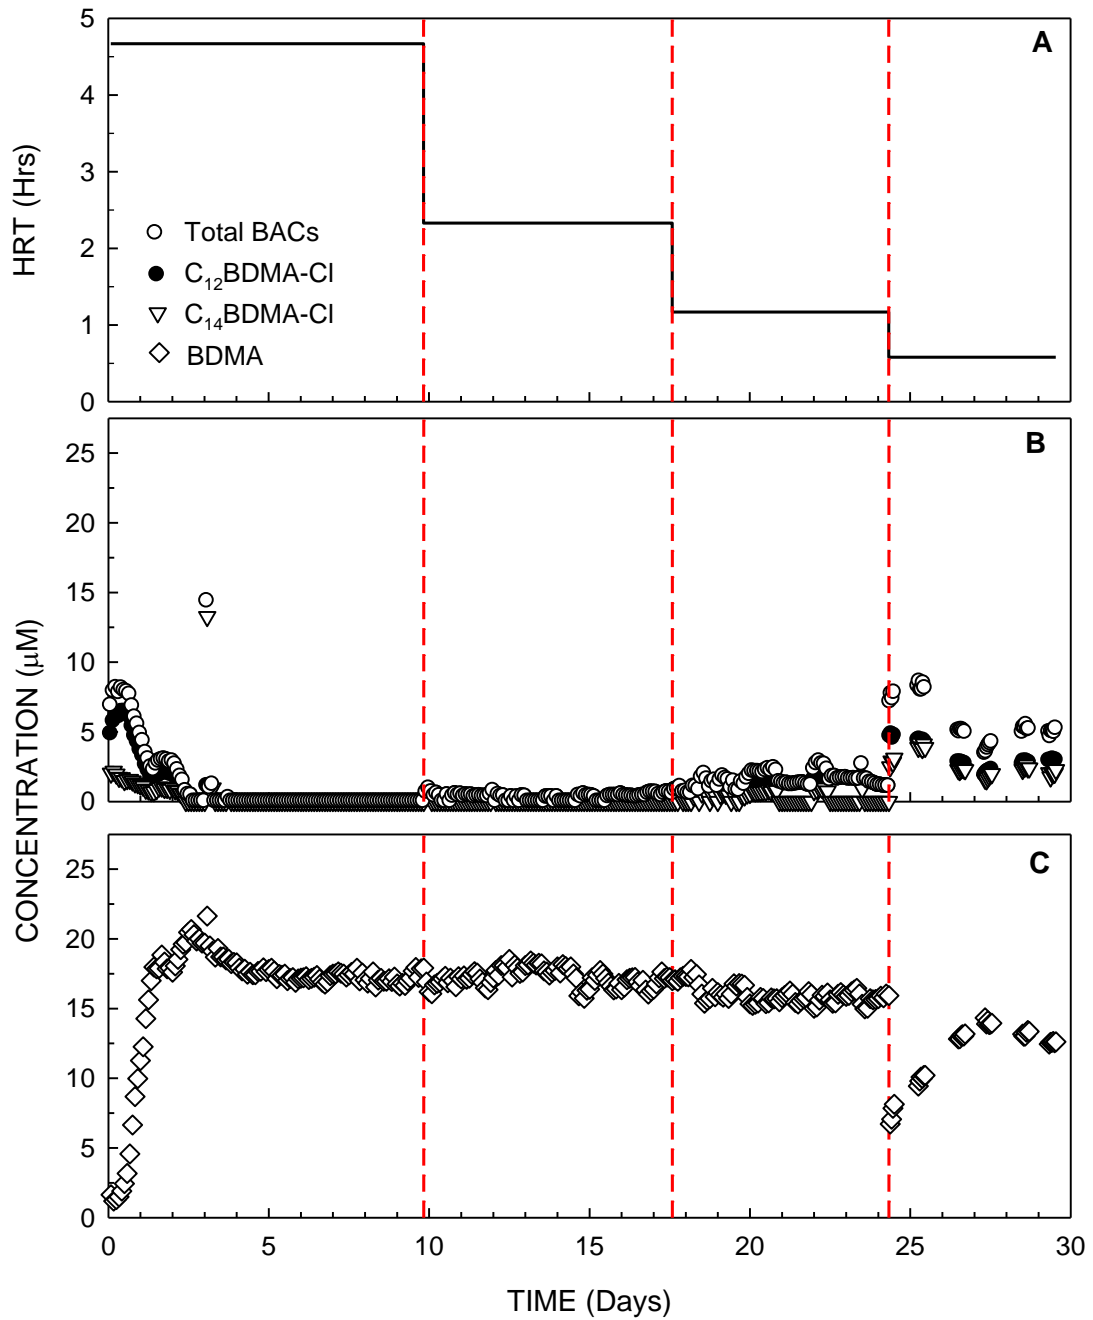 A
5
4
3
2
1
0
HRT (Hrs)
Total BACs
C₁₂BDMA-Cl
C₁₄BDMA-Cl
BDMA
B
25
20
15
10
5
0
CONCENTRATION (μM)
C
25
20
15
10
5
0
0 5 10 15 20 25 30
TIME (Days)